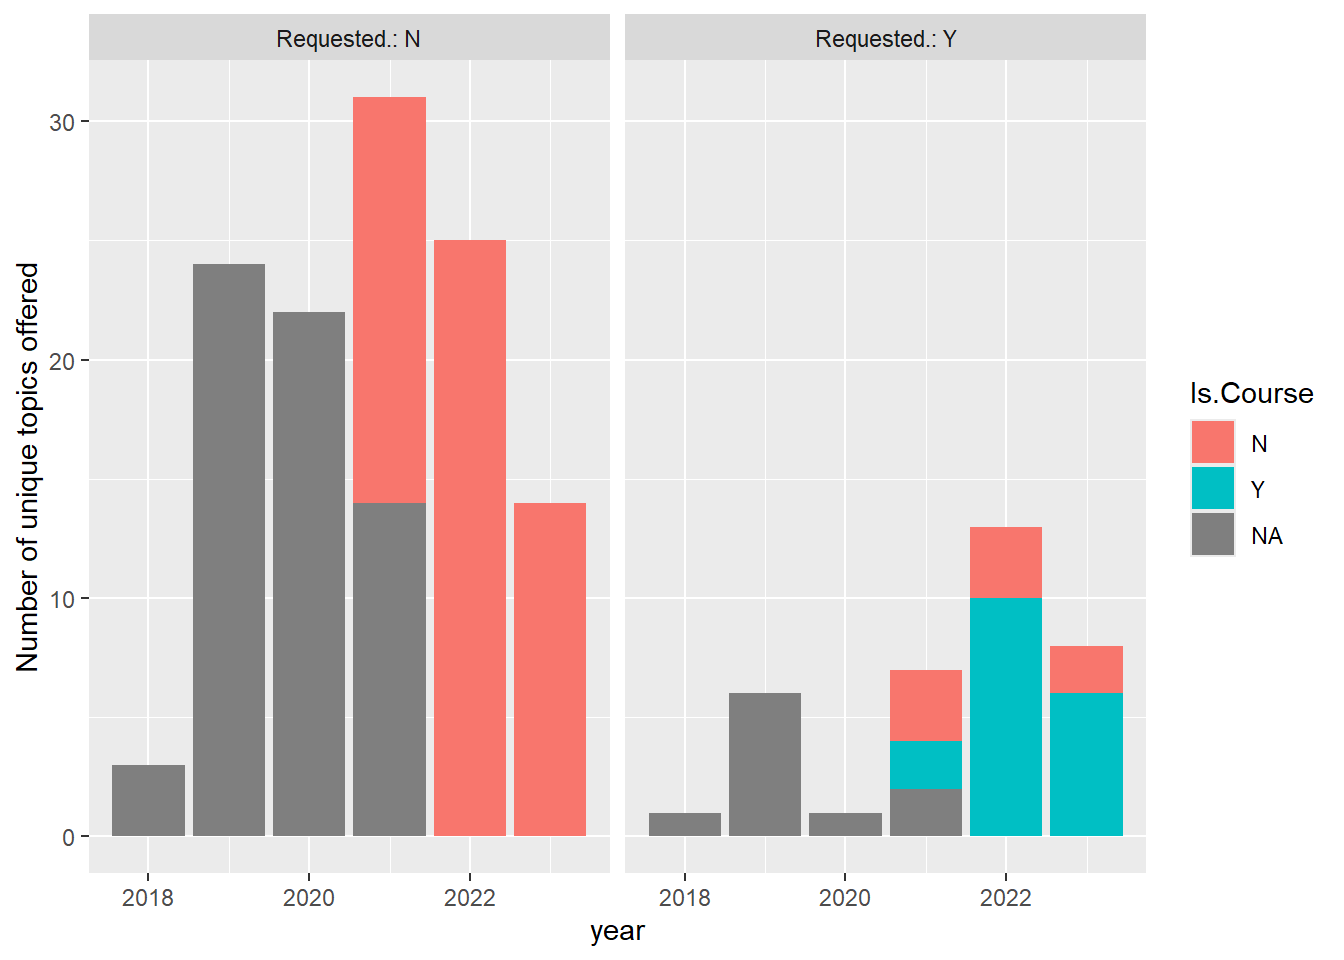 Requested.: N
Requested.: Y
Number of unique topics offered
30
20
10
0
2018
2020
2022
2018
2020
2022
year
Is.Course
N
Y
NA